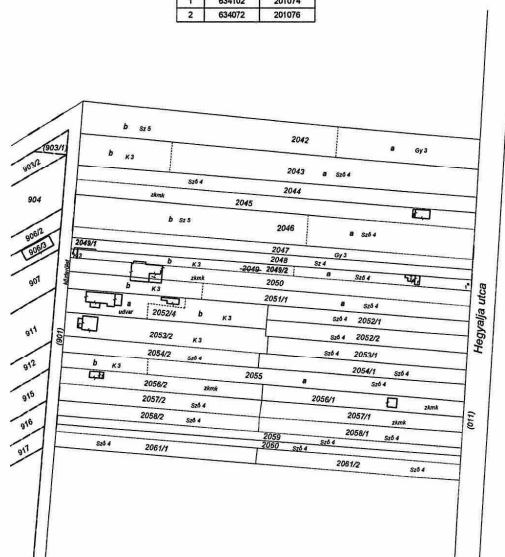 1 634102 201074
2 634072 201076
b Sz 5 2042 a Gy 3
(903/1)
b K 3 2043 a Sző 4
903/2
Sző 4 2044
904
zkmk 2045
b Sz 5 2046 a Sző 4
906/2
906/3
2049/1 2047 Gy 3
2048 Sz 4
b K 3 2049 2049/2 a Sző 4
907
zkmk 2050
b K 3 2051/1 a Sző 4
a udvar 2052/4 b K 3 Sző 4 2052/1
Sző 4 2052/2
911
2053/2 K 3 Sző 4 2053/1
(901)
2054/2 Sző 4 2054/1 Sző 4
912
b K 3 2055 a Sző 4
2056/2 zkmk 2056/1 zkmk
915
2057/2 Sző 4 2057/1 zkmk
916
2058/2 Sző 4 2058/1 Sző 4
2059 Sző 4
917
2060 Sző 4
Sző 4 2061/1 2061/2 Sző 4
Hegyalja utca
(011)